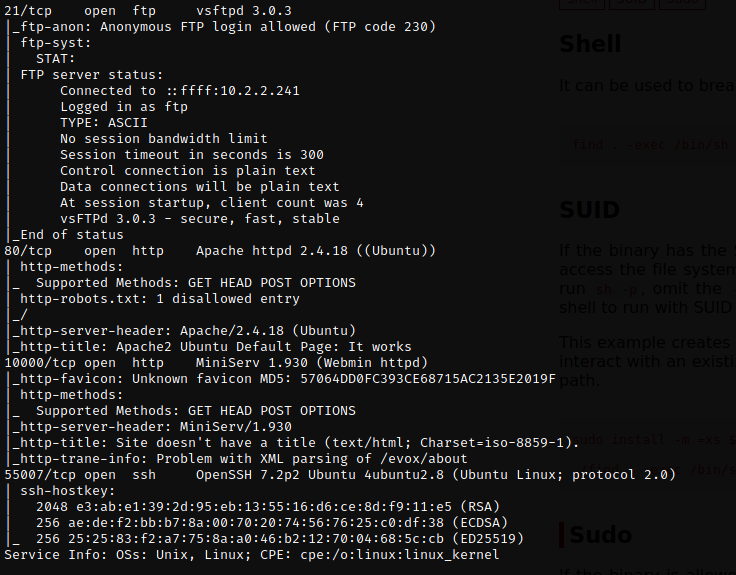 21/tcp    open  ftp     vsftpd 3.0.3
|_ftp-anon: Anonymous FTP login allowed (FTP code 230)
| ftp-syst:
|   STAT:
| FTP server status:
|      Connected to ::ffff:10.2.2.241
|      Logged in as ftp
|      TYPE: ASCII
|      No session bandwidth limit
|      Session timeout in seconds is 300
|      Control connection is plain text
|      Data connections will be plain text
|      At session startup, client count was 4
|      vsFTPd 3.0.3 - secure, fast, stable
|_End of status
80/tcp    open  http    Apache httpd 2.4.18 ((Ubuntu))
| http-methods:
|_  Supported Methods: GET HEAD POST OPTIONS
| http-robots.txt: 1 disallowed entry
|_/
|_http-server-header: Apache/2.4.18 (Ubuntu)
|_http-title: Apache2 Ubuntu Default Page: It works
10000/tcp open  http    MiniServ 1.930 (Webmin httpd)
|_http-favicon: Unknown favicon MD5: 57064DD0FC393CE68715AC2135E2019F
| http-methods:
|_  Supported Methods: GET HEAD POST OPTIONS
|_http-server-header: MiniServ/1.930
|_http-title: Site doesn't have a title (text/html; Charset=iso-8859-1).
|_http-trane-info: Problem with XML parsing of /evox/about
55007/tcp open  ssh     OpenSSH 7.2p2 Ubuntu 4ubuntu2.8 (Ubuntu Linux; protocol 2.0)
| ssh-hostkey:
|   2048 e3:ab:e1:39:2d:95:eb:13:55:16:d6:ce:8d:f9:11:e5 (RSA)
|   256 ae:de:f2:bb:b7:8a:00:70:20:74:56:76:25:c0:df:38 (ECDSA)
|_  256 25:25:83:f2:a7:75:8a:a0:46:b2:12:70:04:68:5c:cb (ED25519)
Service Info: OSs: Unix, Linux; CPE: cpe:/o:linux:linux_kernel
Shell SUID Sudo
Shell
It can be used to brea
find . -exec /bin/sh
SUID
If the binary has the
access the file system
run sh -p, omit the
shell to run with SUID
This example creates
interact with an existi
path.
sudo install -m =xs
/bin/s
Sudo
If the binary is allowe